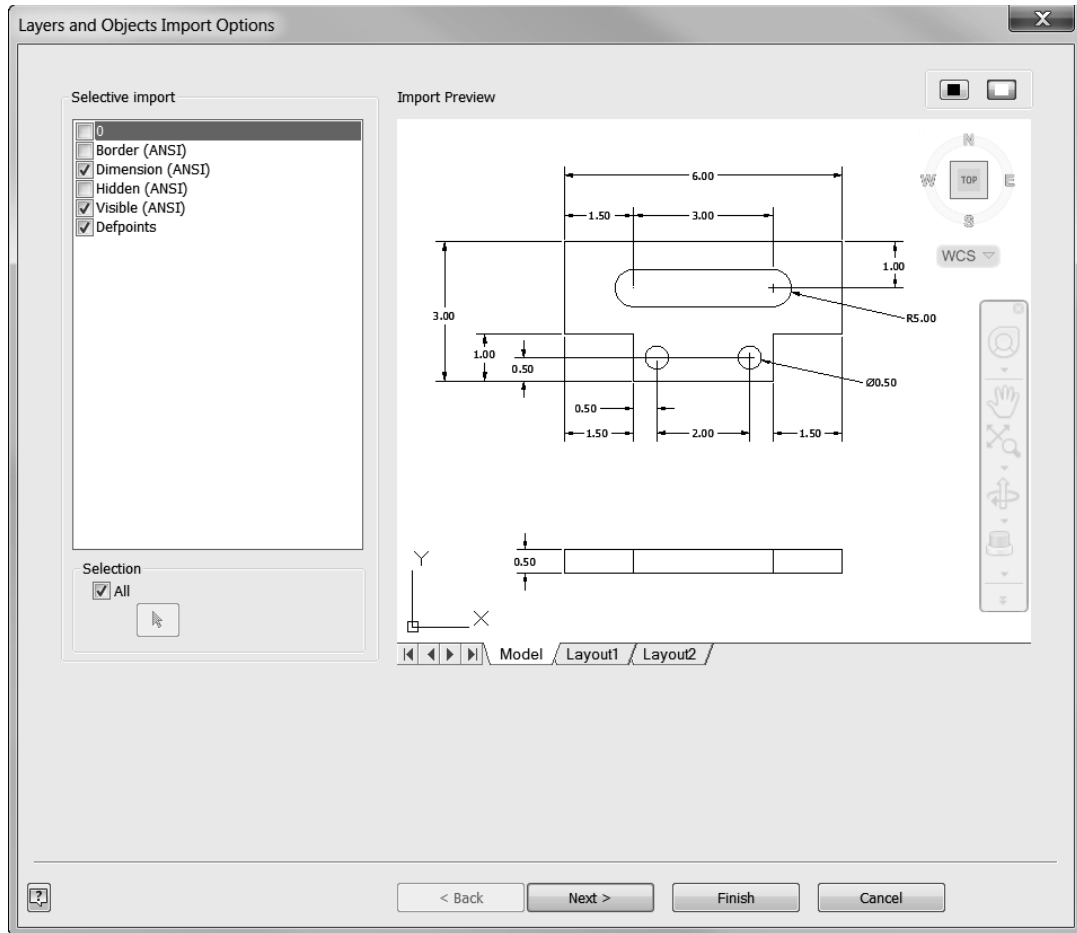 Layers and Objects Import Options
X
Selective import
Import Preview
0
Border (ANSI)
Dimension (ANSI)
Hidden (ANSI)
Visible (ANSI)
Defpoints
Selection
All
N
W
TOP
E
S
WCS
6.00
1.50
3.00
1.00
3.00
R5.00
1.00
0.50
Ø0.50
0.50
1.50
2.00
1.50
0.50
Y
X
Model
Layout1
Layout2
?
< Back
Next >
Finish
Cancel